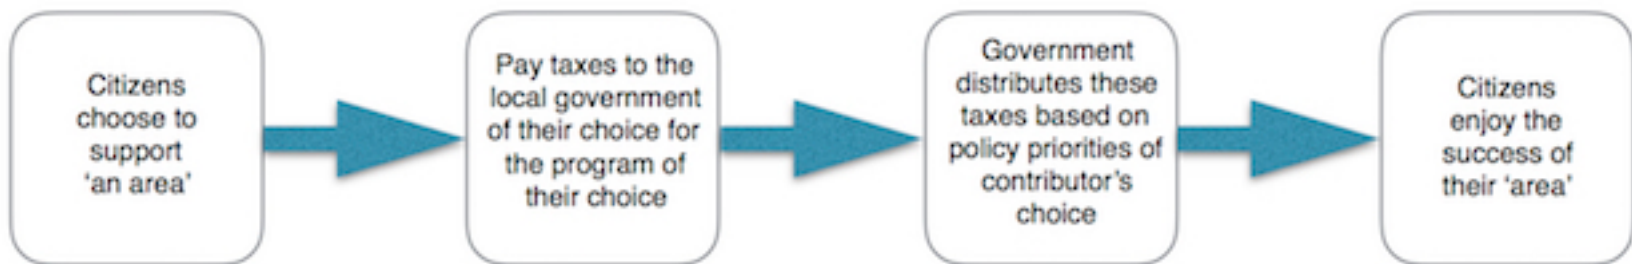 Citizens
choose to
support
‘an area’
Pay taxes to the
local government
of their choice for
the program of
their choice
Government
distributes these
taxes based on
policy priorities of
contributor’s
choice
Citizens
enjoy the
success of
their ‘area’